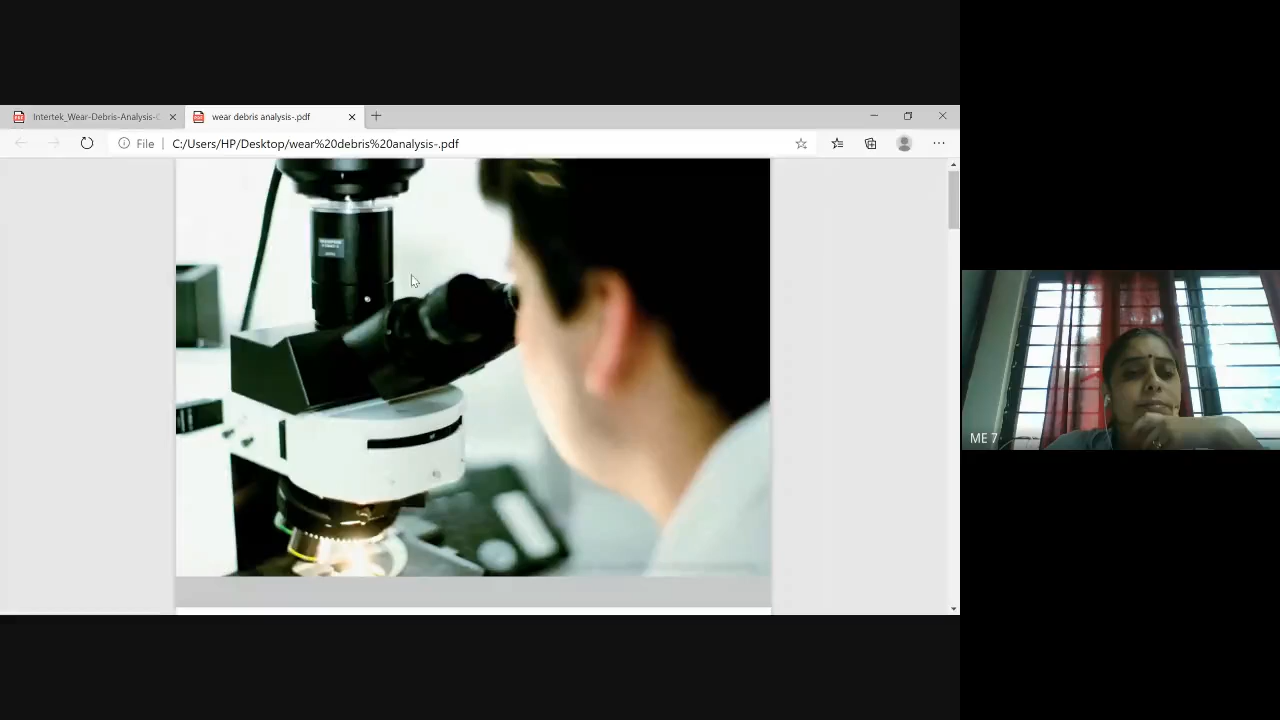 Intertek_Wear-Debris-Analysis-
wear debris analysis-.pdf
File
C:/Users/HP/Desktop/wear%20debris%20analysis-.pdf
ME 7